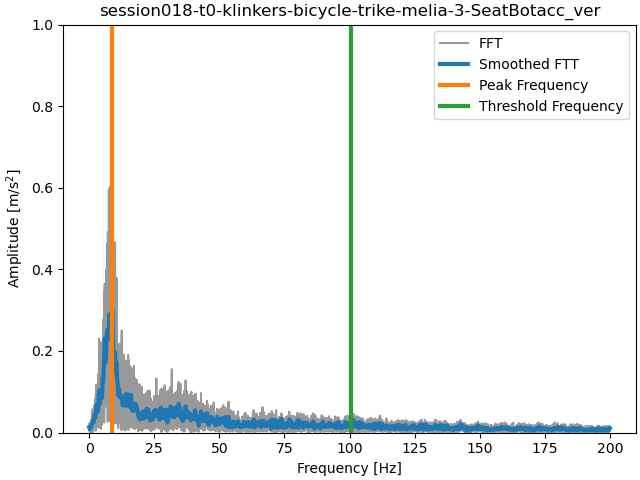 session018-t0-klinkers-bicycle-trike-melia-3-SeatBotacc_ver
1.0
0.8
0.6
0.4
0.2
0.0
Amplitude [m/s²]
FFT
Smoothed FTT
Peak Frequency
Threshold Frequency
0 25 50 75 100 125 150 175 200
Frequency [Hz]